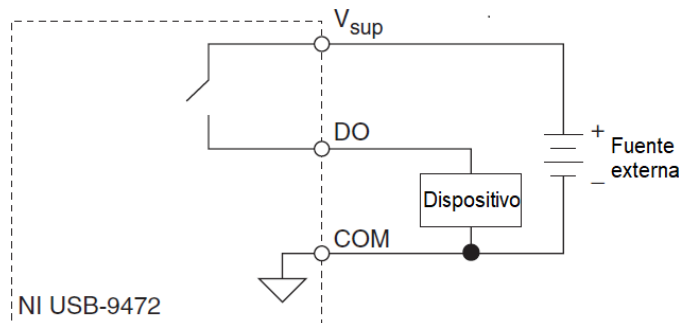 Vsup
DO
+
Fuente
externa
−
Dispositivo
COM
NI USB-9472